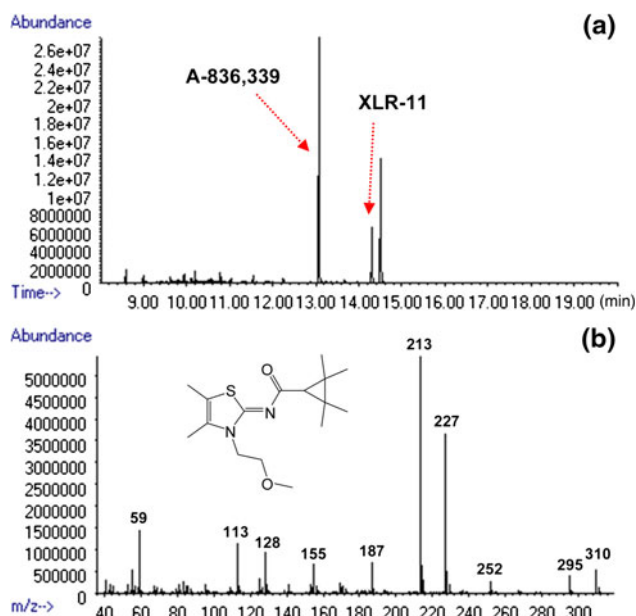 Abundance
(a)
2.6e+07
2.4e+07
2.2e+07
2e+07
1.8e+07
1.6e+07
1.4e+07
1.2e+07
1e+07
8000000
6000000
4000000
2000000
0
A-836,339
XLR-11
Time-->
9.00 10.00 11.00 12.00 13.00 14.00 15.00 16.00 17.00 18.00 19.00 (min)
Abundance
(b)
5000000
4500000
4000000
3500000
3000000
2500000
2000000
1500000
1000000
500000
0
213
227
S
O
N
N
O
59
113
128
155
187
252
295
310
m/z-->
40 60 80 100 120 140 160 180 200 220 240 260 280 300